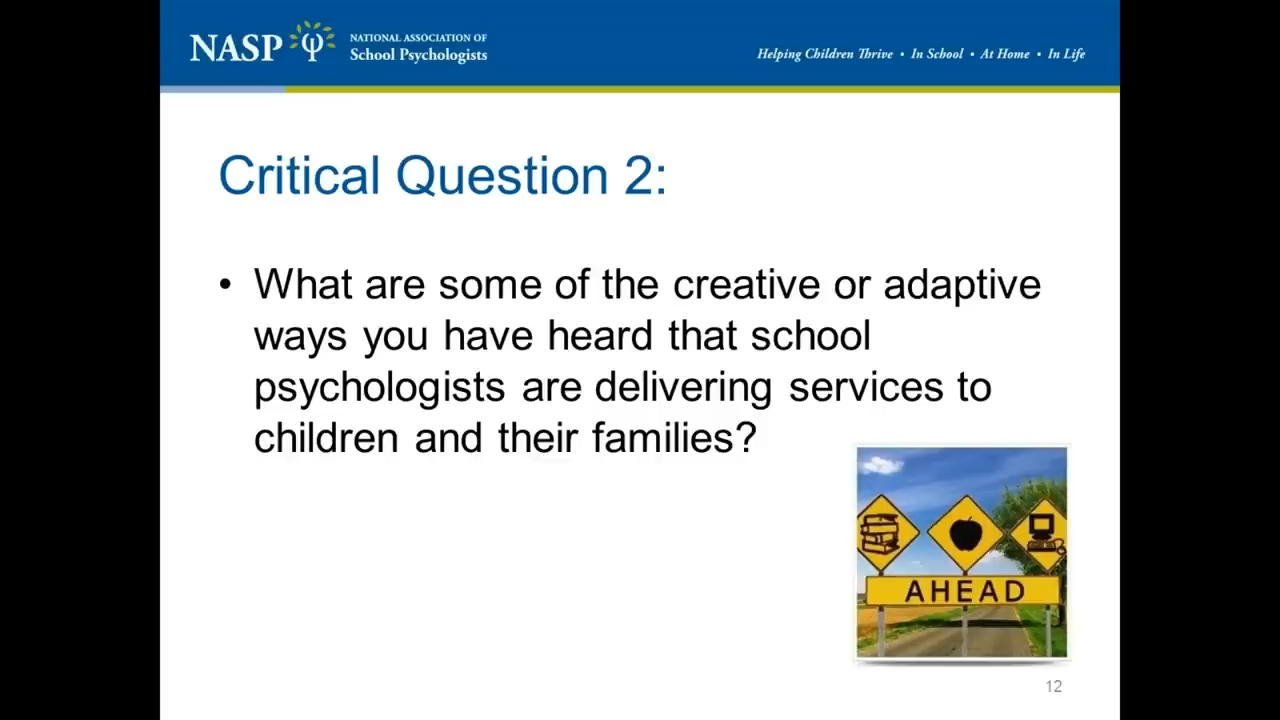 NASP
NATIONAL ASSOCIATION OF
School Psychologists
Helping Children Thrive • In School • At Home • In Life
Critical Question 2:
• What are some of the creative or adaptive
ways you have heard that school
psychologists are delivering services to
children and their families?
AHEAD
12